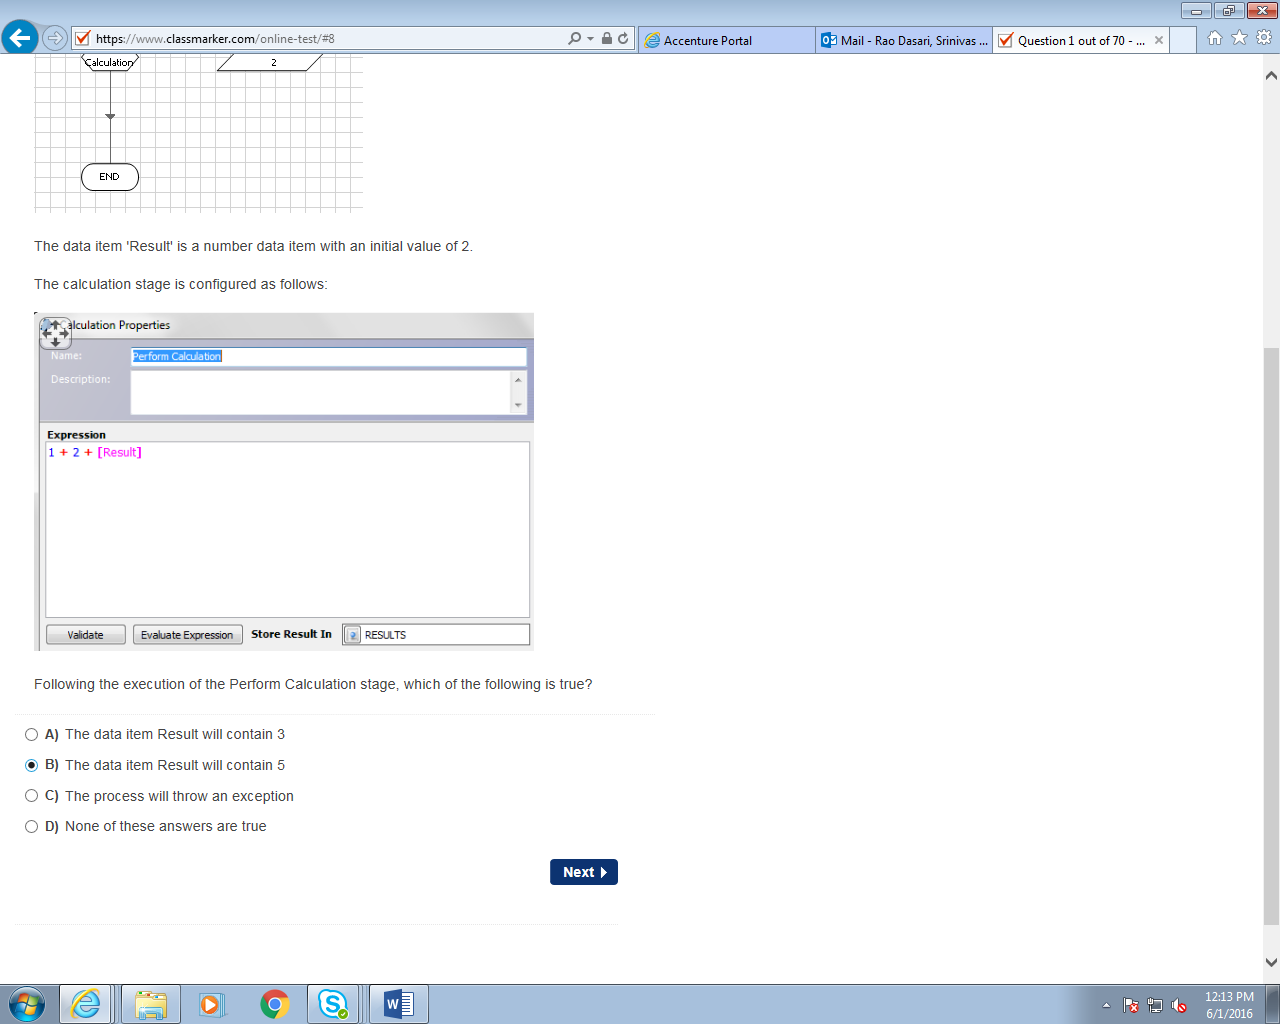 https://www.classmarker.com/online-test/#8
Accenture Portal
Mail - Rao Dasari, Srinivas ...
Question 1 out of 70 - ...
Calculation
2
END
The data item 'Result' is a number data item with an initial value of 2.
The calculation stage is configured as follows:
alculation Properties
Name:
Perform Calculation
Description:
Expression
1 + 2 + [Result]
Validate
Evaluate Expression
Store Result In
RESULTS
Following the execution of the Perform Calculation stage, which of the following is true?
A) The data item Result will contain 3
B) The data item Result will contain 5
C) The process will throw an exception
D) None of these answers are true
Next
12:13 PM
6/1/2016